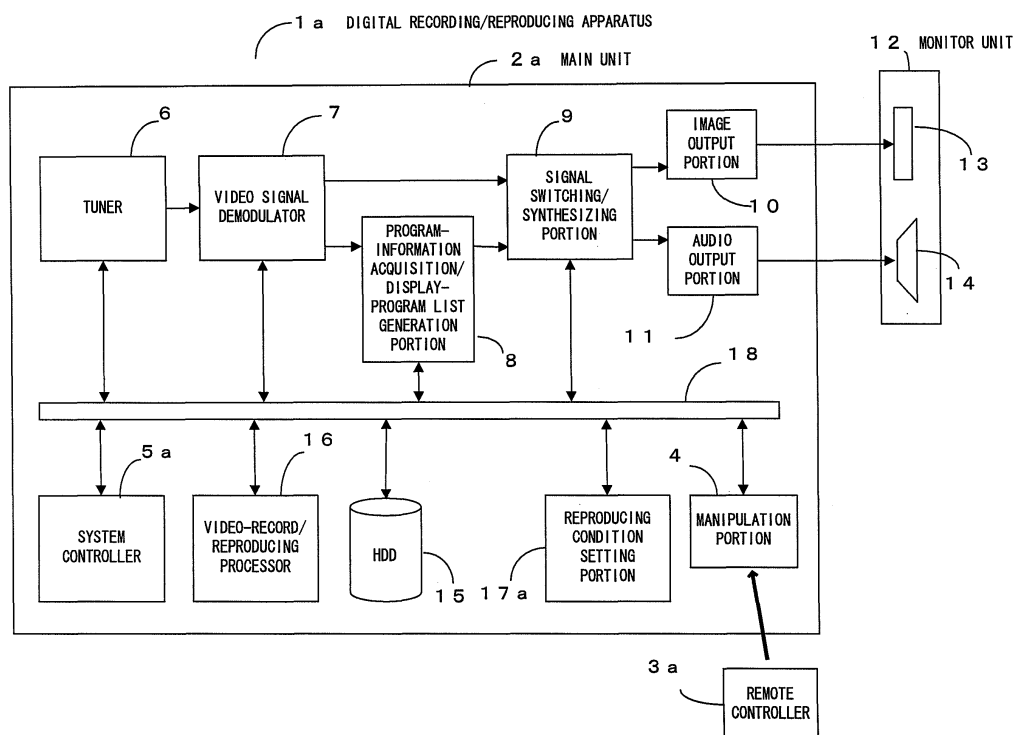 1a DIGITAL RECORDING/REPRODUCING APPARATUS
2a MAIN UNIT
12 MONITOR UNIT
6
7
9
TUNER
VIDEO SIGNAL
DEMODULATOR
PROGRAM-
INFORMATION
ACQUISITION/
DISPLAY-
PROGRAM LIST
GENERATION
PORTION
8
SIGNAL
SWITCHING/
SYNTHESIZING
PORTION
IMAGE
OUTPUT
PORTION
10
AUDIO
OUTPUT
PORTION
11
13
14
18
5a
16
4
SYSTEM
CONTROLLER
VIDEO-RECORD/
REPRODUCING
PROCESSOR
HDD
15
REPRODUCING
CONDITION
SETTING
PORTION
17a
MANIPULATION
PORTION
3a
REMOTE
CONTROLLER